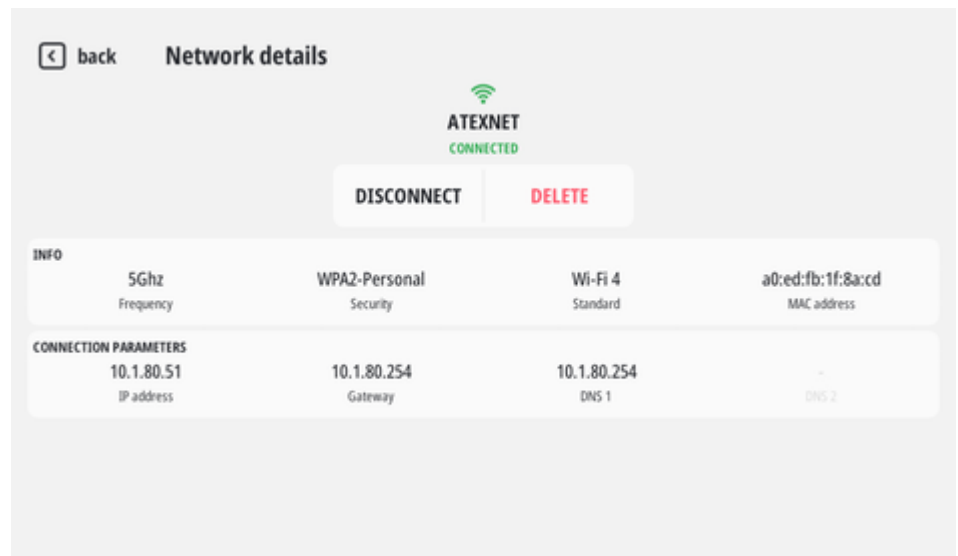 back Network details
ATEXNET
CONNECTED
DISCONNECT DELETE
INFO
5Ghz WPA2-Personal Wi-Fi 4 a0:ed:fb:1f:8a:cd
Frequency Security Standard MAC address
CONNECTION PARAMETERS
10.1.80.51 10.1.80.254 10.1.80.254 -
IP address Gateway DNS 1 DNS 2